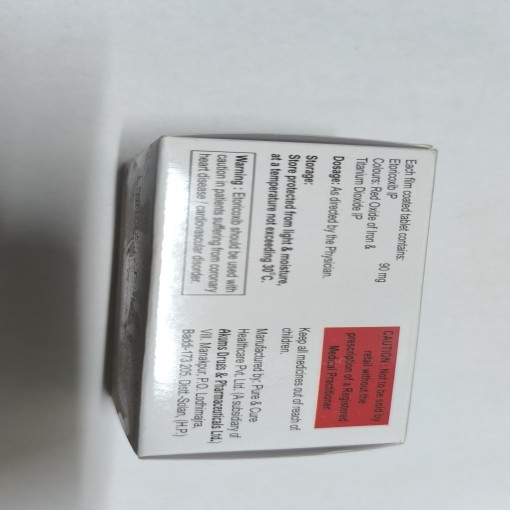 Each film coated tablet contains:
Etoricoxib IP 90 mg
Colours: Red Oxide of Iron &
Titanium Dioxide IP
Dosage: As directed by the Physician.
Storage:
Store protected from light & moisture,
at a temperature not exceeding 30°C.
Warning : Etoricoxib should be used with
caution in patients suffering from coronary
heart disease / cardiovascular disorder.
CAUTION : Not to be sold by
retail without the
prescription of a Registered
Medical Practitioner.
Keep all medicines out of reach of
children.
Manufactured by: Pure & Cure
Healthcare Pvt. Ltd. (A subsidiary of
Akums Drugs & Pharmaceuticals Ltd.)
Vill. Manakpur, P.O. Lodhimajra,
Baddi-173 205, Distt.-Solan, (H.P.)